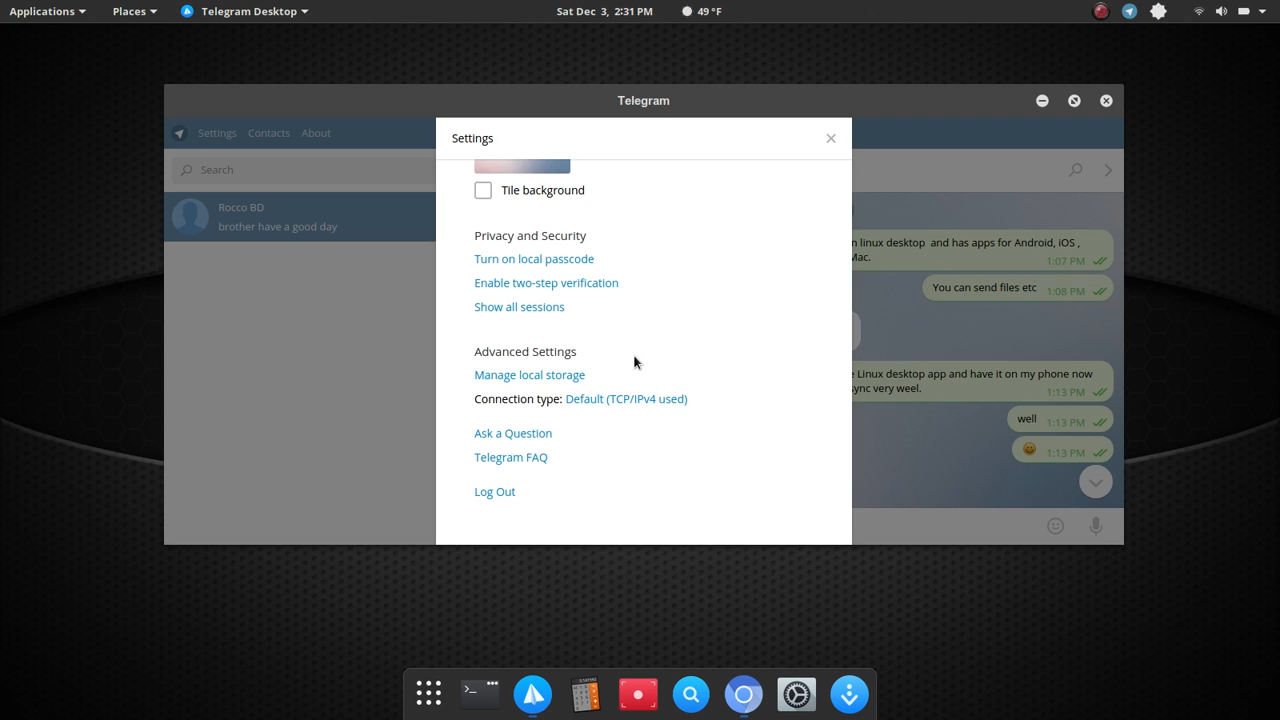 Applications Places Telegram Desktop Sat Dec 3, 2:31 PM 49 °F
Telegram
Settings Contacts About
Search
Rocco BD
brother have a good day
Settings
Tile background
Privacy and Security
Turn on local passcode
Enable two-step verification
Show all sessions
Advanced Settings
Manage local storage
Connection type: Default (TCP/IPv4 used)
Ask a Question
Telegram FAQ
Log Out
n linux desktop and has apps for Android, iOS ,
Mac.
1:07 PM
You can send files etc 1:08 PM
e Linux desktop app and have it on my phone now
sync very weel.
1:13 PM
well 1:13 PM
1:13 PM